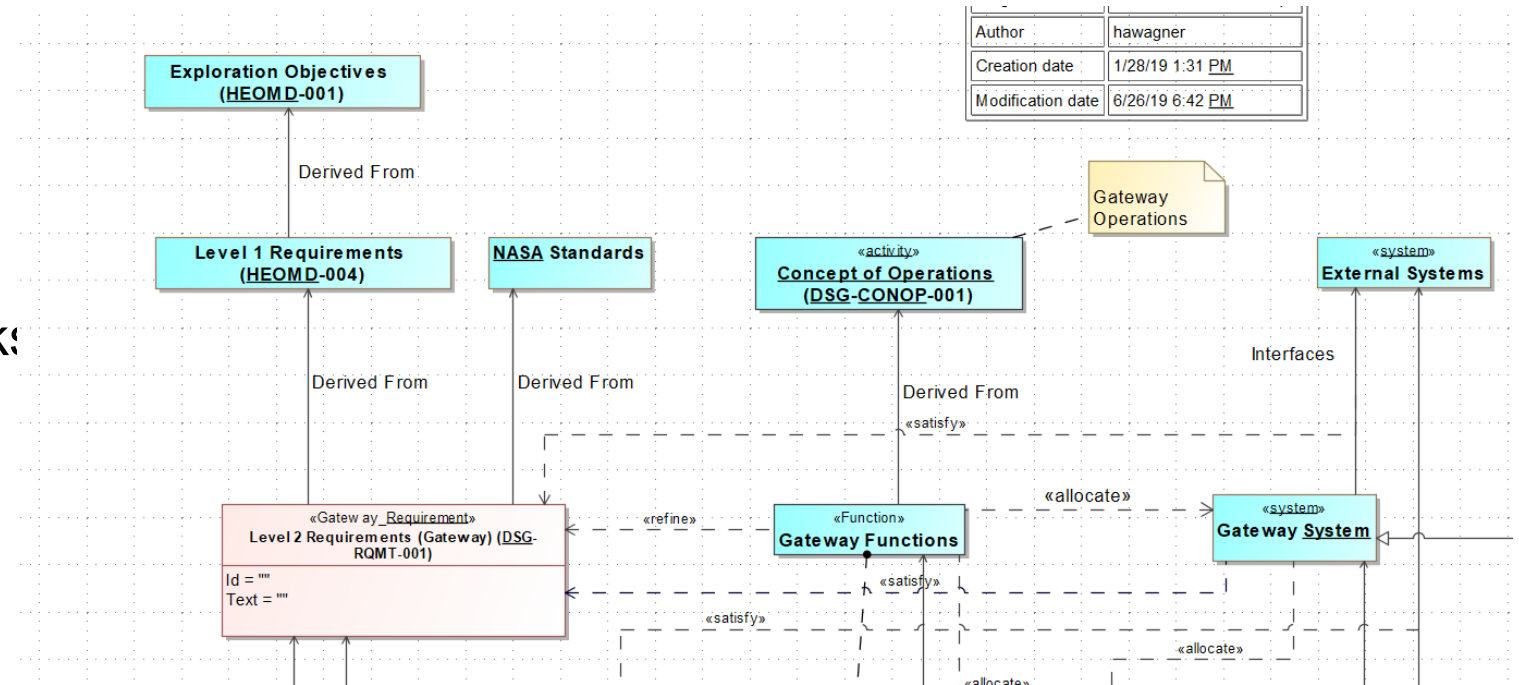 Author hawagner
Creation date 1/28/19 1:31 PM
Modification date 6/26/19 6:42 PM
Exploration Objectives
(HEOMD-001)
Derived From
Gateway
Operations
Level 1 Requirements
(HEOMD-004)
NASA Standards
«activity»
Concept of Operations
(DSG-CONOP-001)
«system»
External Systems
Interfaces
Derived From
Derived From
Derived From
«satisfy»
«allocate»
«Gateway_Requirement»
Level 2 Requirements (Gateway) (DSG-
RQMT-001)
Id = ""
Text = ""
«refine»
«Function»
Gateway Functions
«system»
Gateway System
«satisfy»
«satisfy»
«allocate»
«allocate»